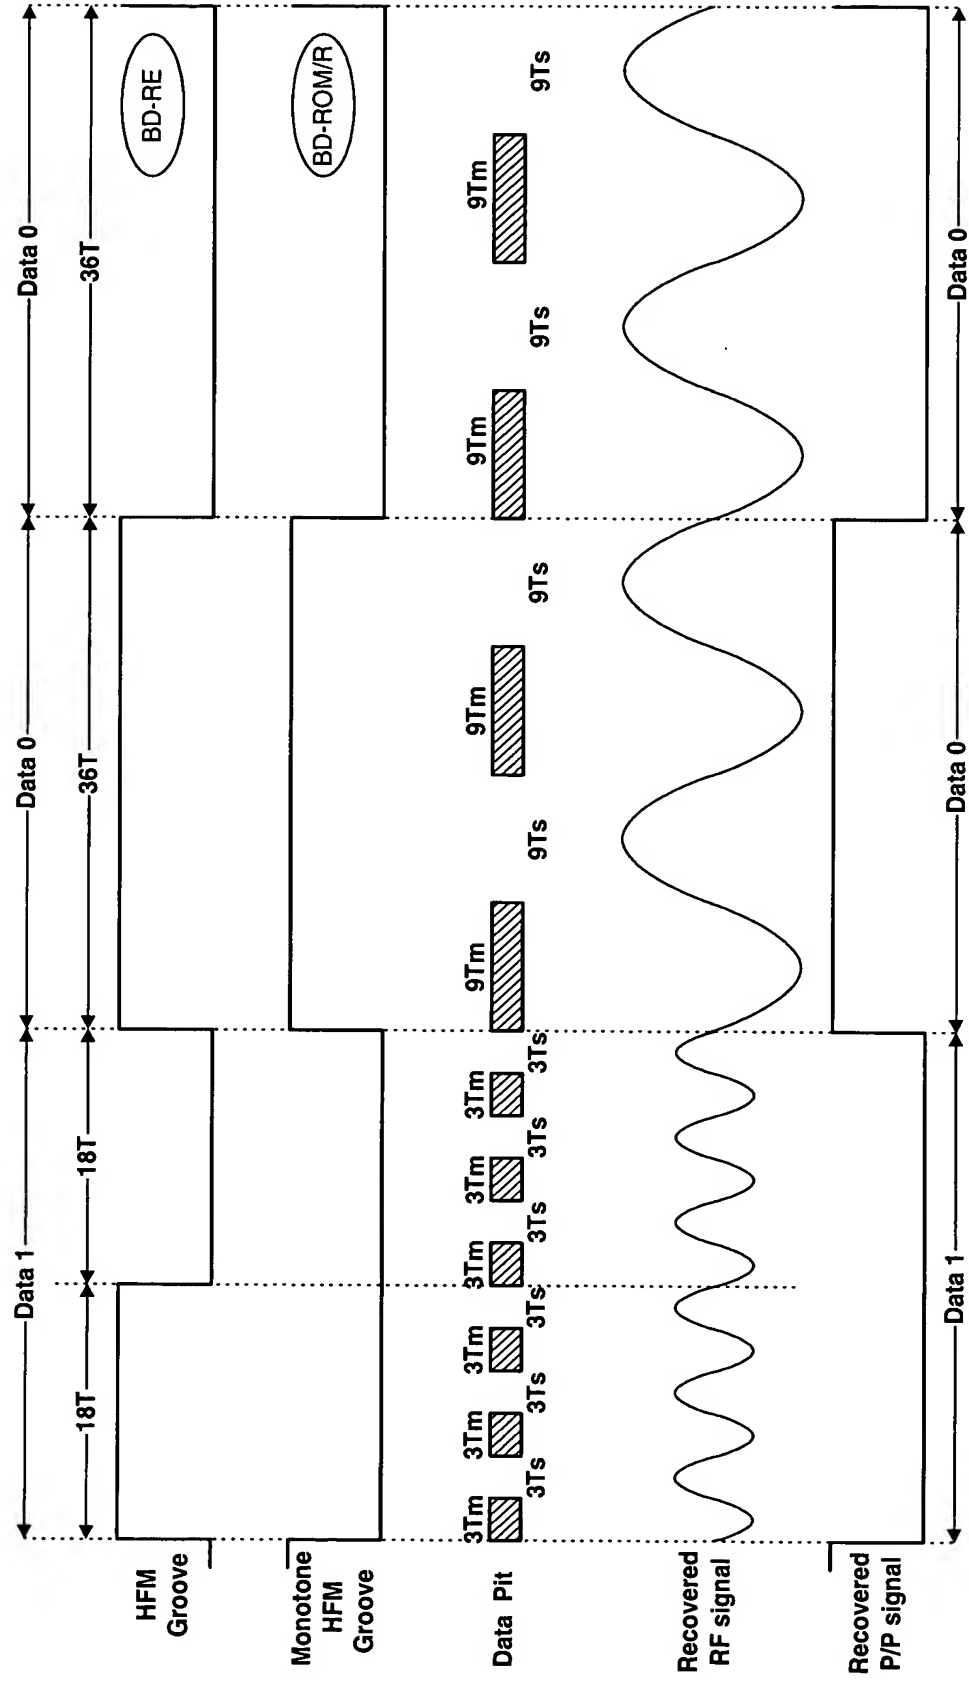 Data 1
Data 0
Data 0
18T
18T
36T
36T
HFM
Groove
BD-RE
Monotone
HFM
Groove
BD-ROM/R
Data Pit
3Tm
3Ts
3Tm
3Ts
3Tm
3Ts
3Tm
3Ts
3Tm
3Ts
3Tm
3Ts
9Tm
9Ts
9Tm
9Ts
9Tm
9Ts
9Tm
9Ts
Recovered
RF signal
Recovered
P/P signal
Data 1
Data 0
Data 0